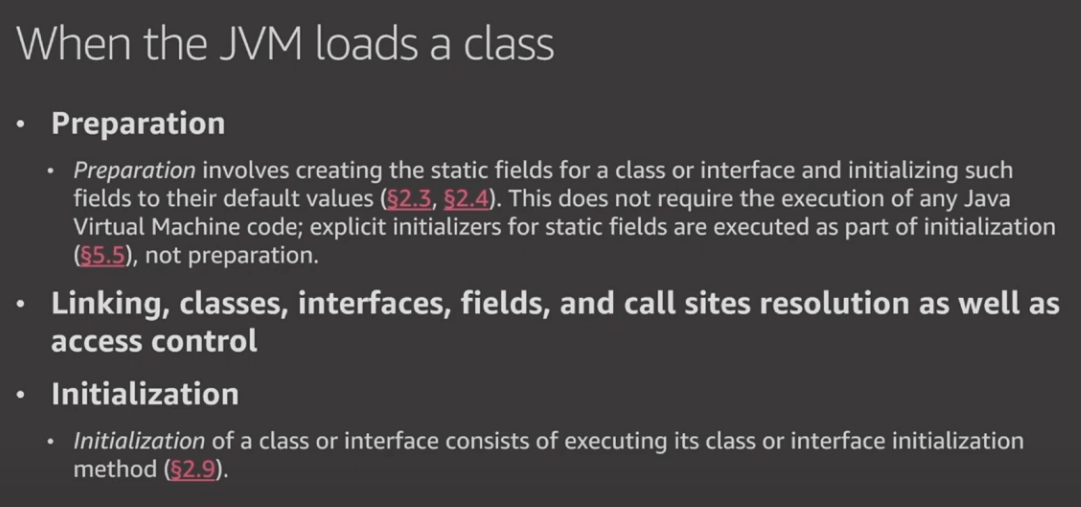 When the JVM loads a class
• Preparation
• Preparation involves creating the static fields for a class or interface and initializing such
fields to their default values (§2.3, §2.4). This does not require the execution of any Java
Virtual Machine code; explicit initializers for static fields are executed as part of initialization
(§5.5), not preparation.
• Linking, classes, interfaces, fields, and call sites resolution as well as
access control
• Initialization
• Initialization of a class or interface consists of executing its class or interface initialization
method (§2.9).